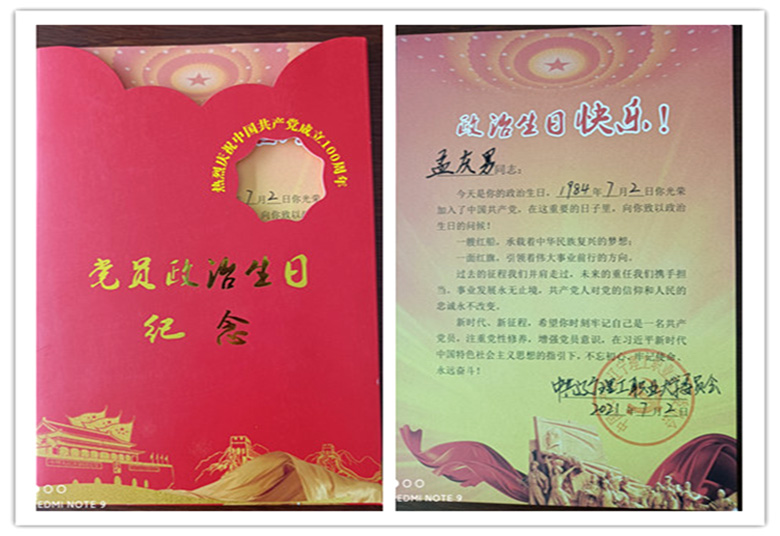 热烈庆祝中国共产党成立100周年
7月2日你光荣
向你致以
党员政治生日
纪念
REDMI NOTE 9
政治生日快乐！
孟庆男同志：
今天是你的政治生日，1984年7月2日你光荣
加入了中国共产党，在这重要的日子里，向你致以政治
生日的问候！
一艘红船，承载着中华民族复兴的梦想；
一面红旗，引领着伟大事业前行的方向。
过去的征程我们并肩走过，未来的重任我们携手担
当。事业发展永无止境，共产党人对党的信仰和人民的
忠诚永不改变。
新时代，新征程，希望你时刻牢记自己是一名共产
党员，注重党性修养，增强党员意识，在习近平新时代
中国特色社会主义思想的指引下，不忘初心、牢记使命、
永远奋斗！
中共辽宁理工职业大学委员会
2021年7月2日
REDMI NOTE 9